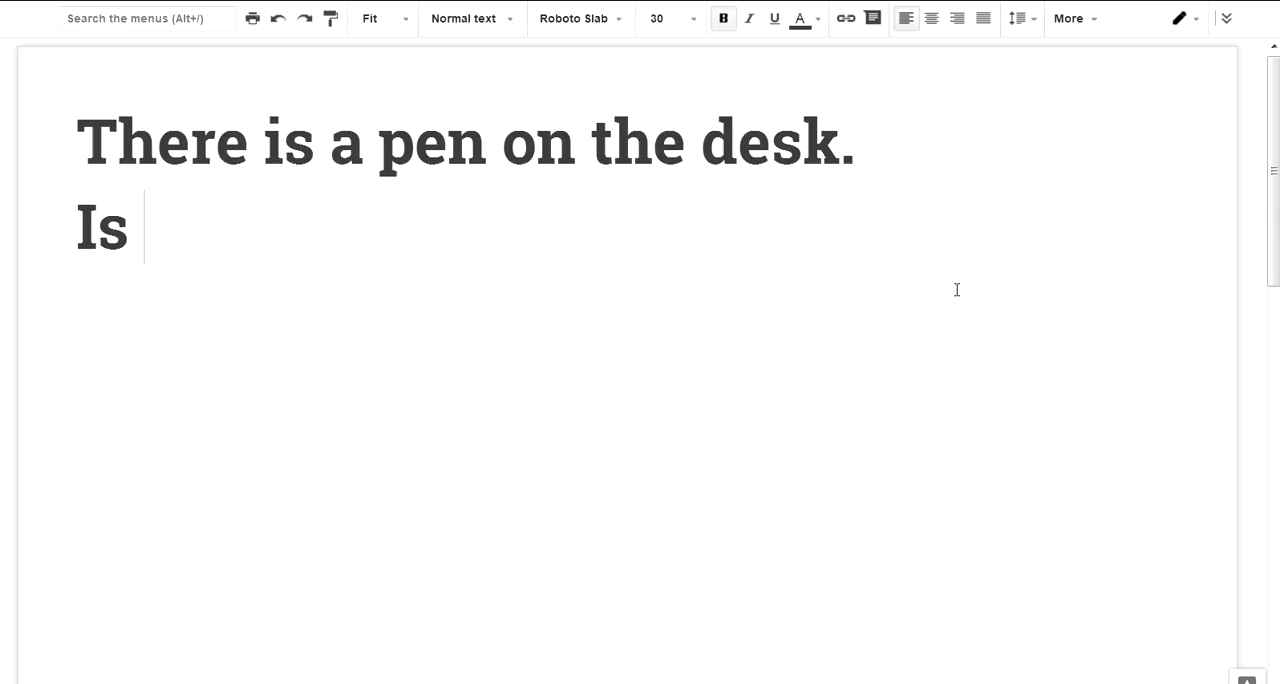 Search the menus (Alt+/) Fit Normal text Roboto Slab 30 B I U A More
There is a pen on the desk.
Is